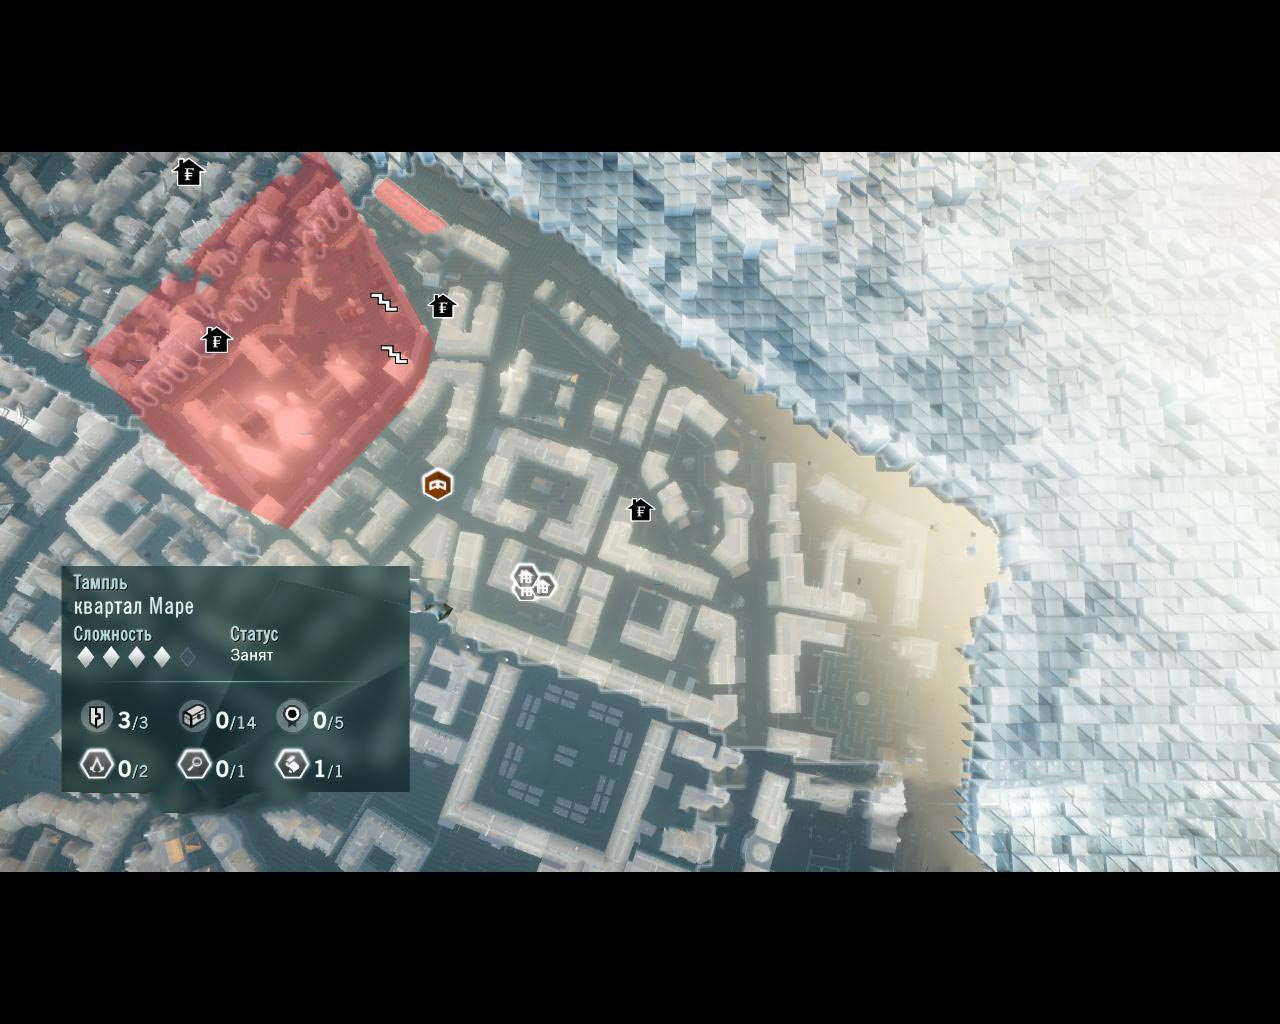 Тампль
квартал Маре
Сложность Статус
Занят
3/3 0/14 0/5
0/2 0/1 1/1